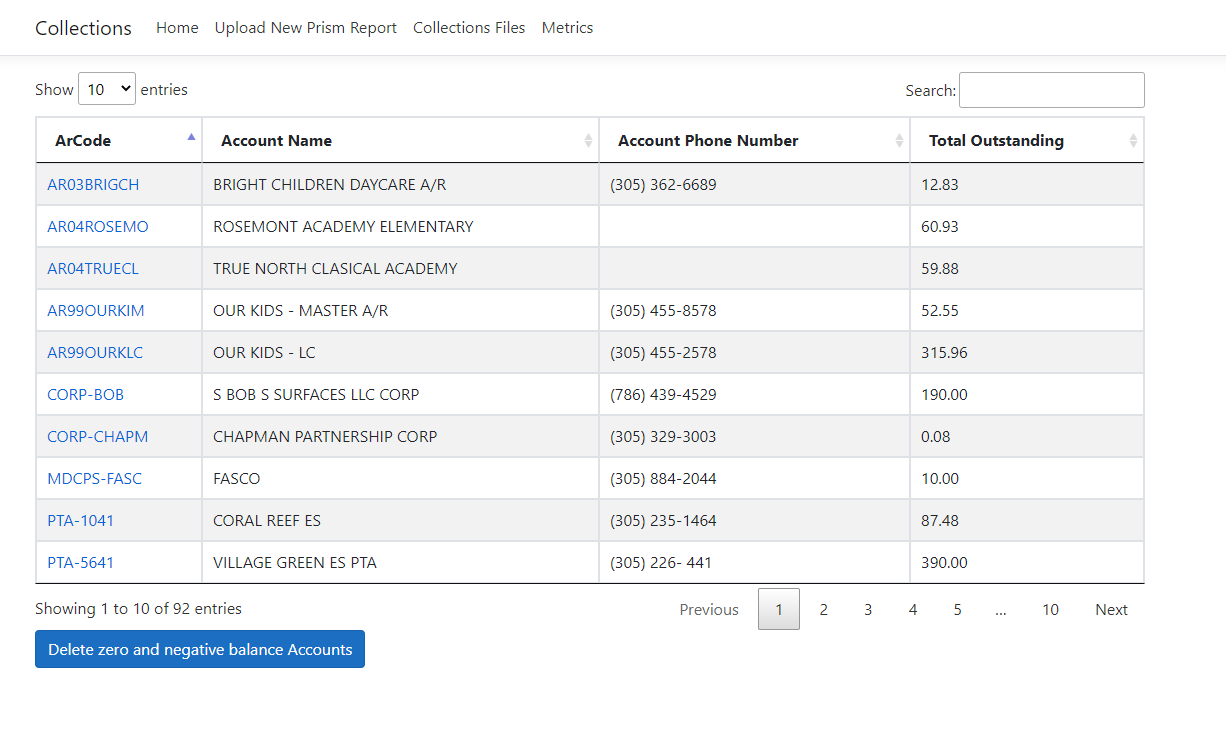 Collections Home Upload New Prism Report Collections Files Metrics
Show 10 entries Search:
ArCode Account Name Account Phone Number Total Outstanding
AR03BRIGCH BRIGHT CHILDREN DAYCARE A/R (305) 362-6689 12.83
AR04ROSEMO ROSEMONT ACADEMY ELEMENTARY 60.93
AR04TRUECL TRUE NORTH CLASICAL ACADEMY 59.88
AR99OURKIM OUR KIDS - MASTER A/R (305) 455-8578 52.55
AR99OURKLC OUR KIDS - LC (305) 455-2578 315.96
CORP-BOB S BOB S SURFACES LLC CORP (786) 439-4529 190.00
CORP-CHAPM CHAPMAN PARTNERSHIP CORP (305) 329-3003 0.08
MDCPS-FASC FASCO (305) 884-2044 10.00
PTA-1041 CORAL REEF ES (305) 235-1464 87.48
PTA-5641 VILLAGE GREEN ES PTA (305) 226- 441 390.00
Showing 1 to 10 of 92 entries Previous 1 2 3 4 5 ... 10 Next
Delete zero and negative balance Accounts